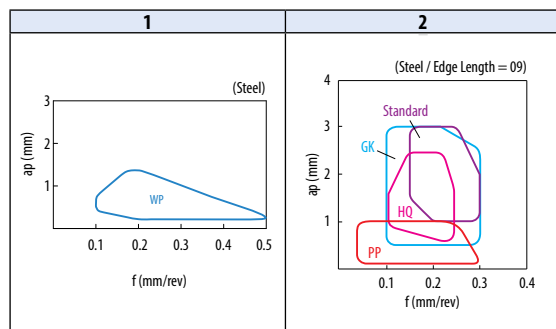 1
2
(Steel)
3
1
ap (mm)
WP
0.1 0.2 0.3 0.4 0.5
f (mm/rev)
(Steel / Edge Length = 09)
4
3
2
1
ap (mm)
Standard
GK
HQ
PP
0.1 0.2 0.3 0.4
f (mm/rev)